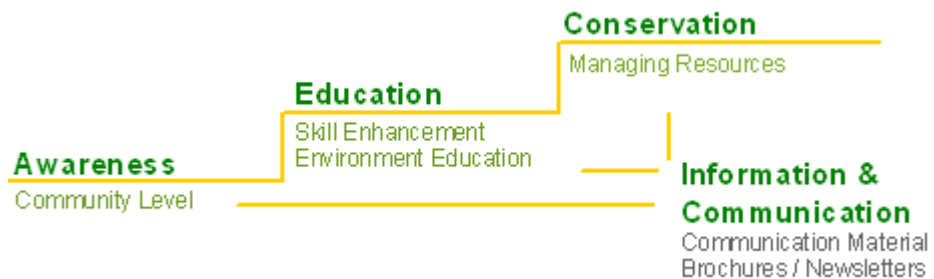 Conservation
Managing Resources
Education
Skill Enhancement
Environment Education
Awareness
Community Level
Information &
Communication
Communication Material
Brochures / Newsletters